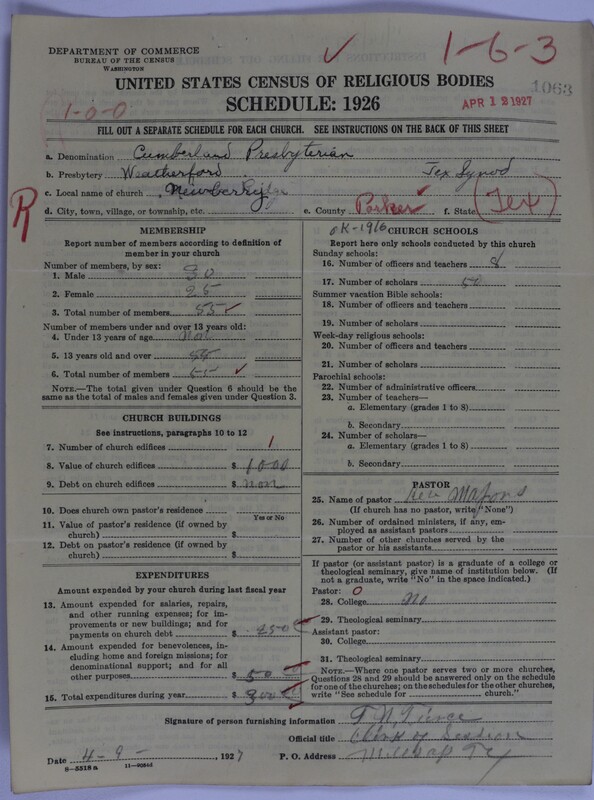 DEPARTMENT OF COMMERCE
BUREAU OF THE CENSUS
WASHINGTON
1-6-3
UNITED STATES CENSUS OF RELIGIOUS BODIES
1063
SCHEDULE: 1926
APR 12 1927
1-0-0
FILL OUT A SEPARATE SCHEDULE FOR EACH CHURCH. SEE INSTRUCTIONS ON THE BACK OF THIS SHEET
a. Denomination Cumberland Presbyterian
b. Presbytery Weatherford Tex Synod
c. Local name of church
d. City, town, village, or township, etc. e. County Parker f. State Tex
R
MEMBERSHIP
Report number of members according to definition of
member in your church
Number of members, by sex:
1. Male 30
2. Female 25
3. Total number of members 55
Number of members under and over 13 years old:
4. Under 13 years of age Non
5. 13 years old and over 55
6. Total number of members 55
NOTE.—The total given under Question 6 should be
the same as the total of males and females given under Question 3.
CHURCH BUILDINGS
See instructions, paragraphs 10 to 12
7. Number of church edifices 1
8. Value of church edifices $ 1000
9. Debt on church edifices $ Non
10. Does church own pastor's residence?
Yes or No
11. Value of pastor's residence (if owned by
church) $
12. Debt on pastor's residence (if owned by
church) $
EXPENDITURES
Amount expended by your church during last fiscal year
13. Amount expended for salaries, repairs,
and other running expenses; for im-
provements or new buildings; and for
payments on church debt $ 250
14. Amount expended for benevolences, in-
cluding home and foreign missions; for
denominational support; and for all
other purposes $ 50
15. Total expenditures during year $ 300
OK-1916
CHURCH SCHOOLS
Report here only schools conducted by this church
Sunday schools:
16. Number of officers and teachers 8
17. Number of scholars 50
Summer vacation Bible schools:
18. Number of officers and teachers
19. Number of scholars
Week-day religious schools:
20. Number of officers and teachers
21. Number of scholars
Parochial schools:
22. Number of administrative officers
23. Number of teachers—
a. Elementary (grades 1 to 8)
b. Secondary
24. Number of scholars—
a. Elementary (grades 1 to 8)
b. Secondary
PASTOR
25. Name of pastor
(If church has no pastor, write "None")
26. Number of ordained ministers, if any, em-
ployed as assistant pastors
27. Number of other churches served by the
pastor or his assistants
If pastor (or assistant pastor) is a graduate of a college or
theological seminary, give name of institution below. (If
not a graduate, write "No" in the space indicated.)
Pastor: 0
28. College No
29. Theological seminary
Assistant pastor:
30. College
31. Theological seminary
NOTE.—Where one pastor serves two or more churches,
Questions 28 and 29 should be answered only on the schedule
for one of the churches; on the schedules for the other churches,
write "See schedule for church."
Signature of person furnishing information
Official title Clerk of Session
Date 4-9- 1927 P. O. Address Millsap Tex
8-5518 a